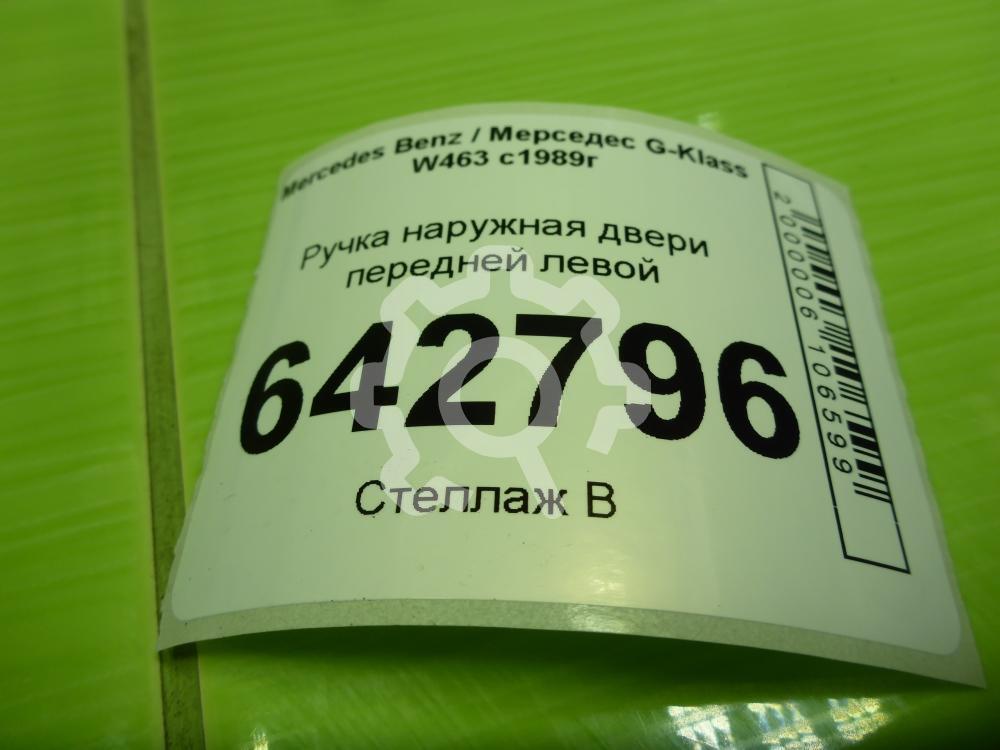 Mercedes Benz / Мерседес G-Klass
W463 с1989г
Ручка наружная двери
передней левой
642796
Стеллаж В
2000006106599